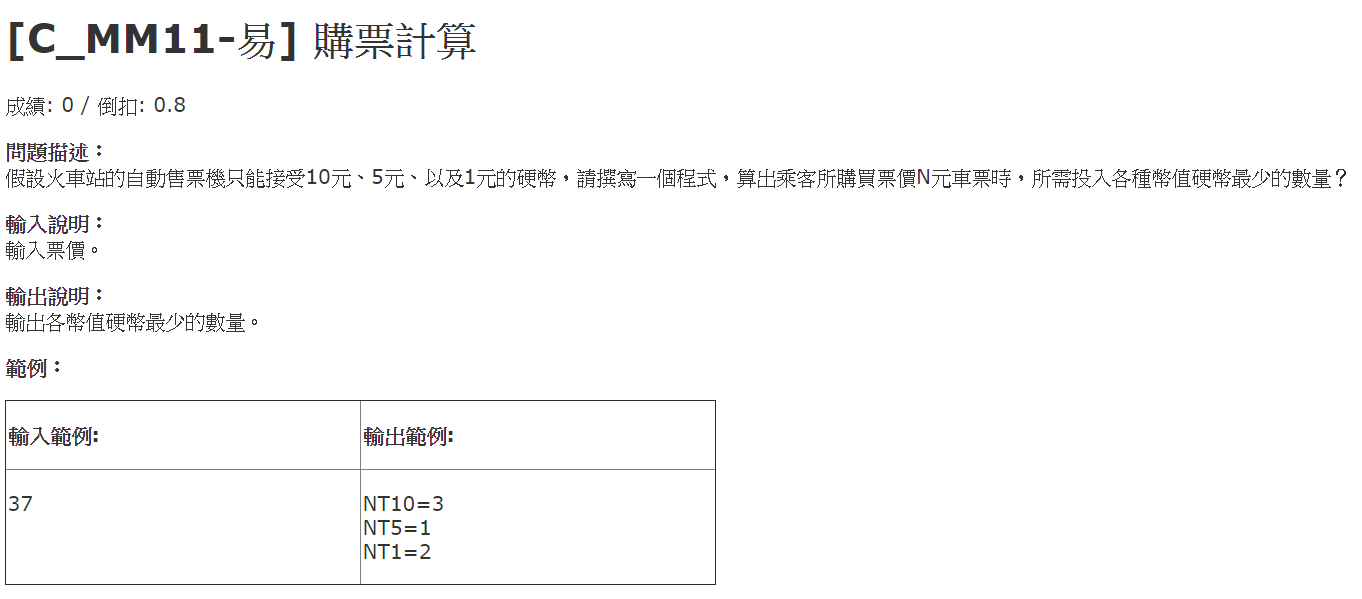 [C_MM11-易] 購票計算
成績: 0 / 倒扣: 0.8
問題描述：
假設火車站的自動售票機只能接受10元、5元、以及1元的硬幣，請撰寫一個程式，算出乘客所購買票價N元車票時，所需投入各種幣值硬幣最少的數量？
輸入說明：
輸入票價。
輸出說明：
輸出各幣值硬幣最少的數量。
範例：
輸入範例:
輸出範例:
37
NT10=3
NT5=1
NT1=2